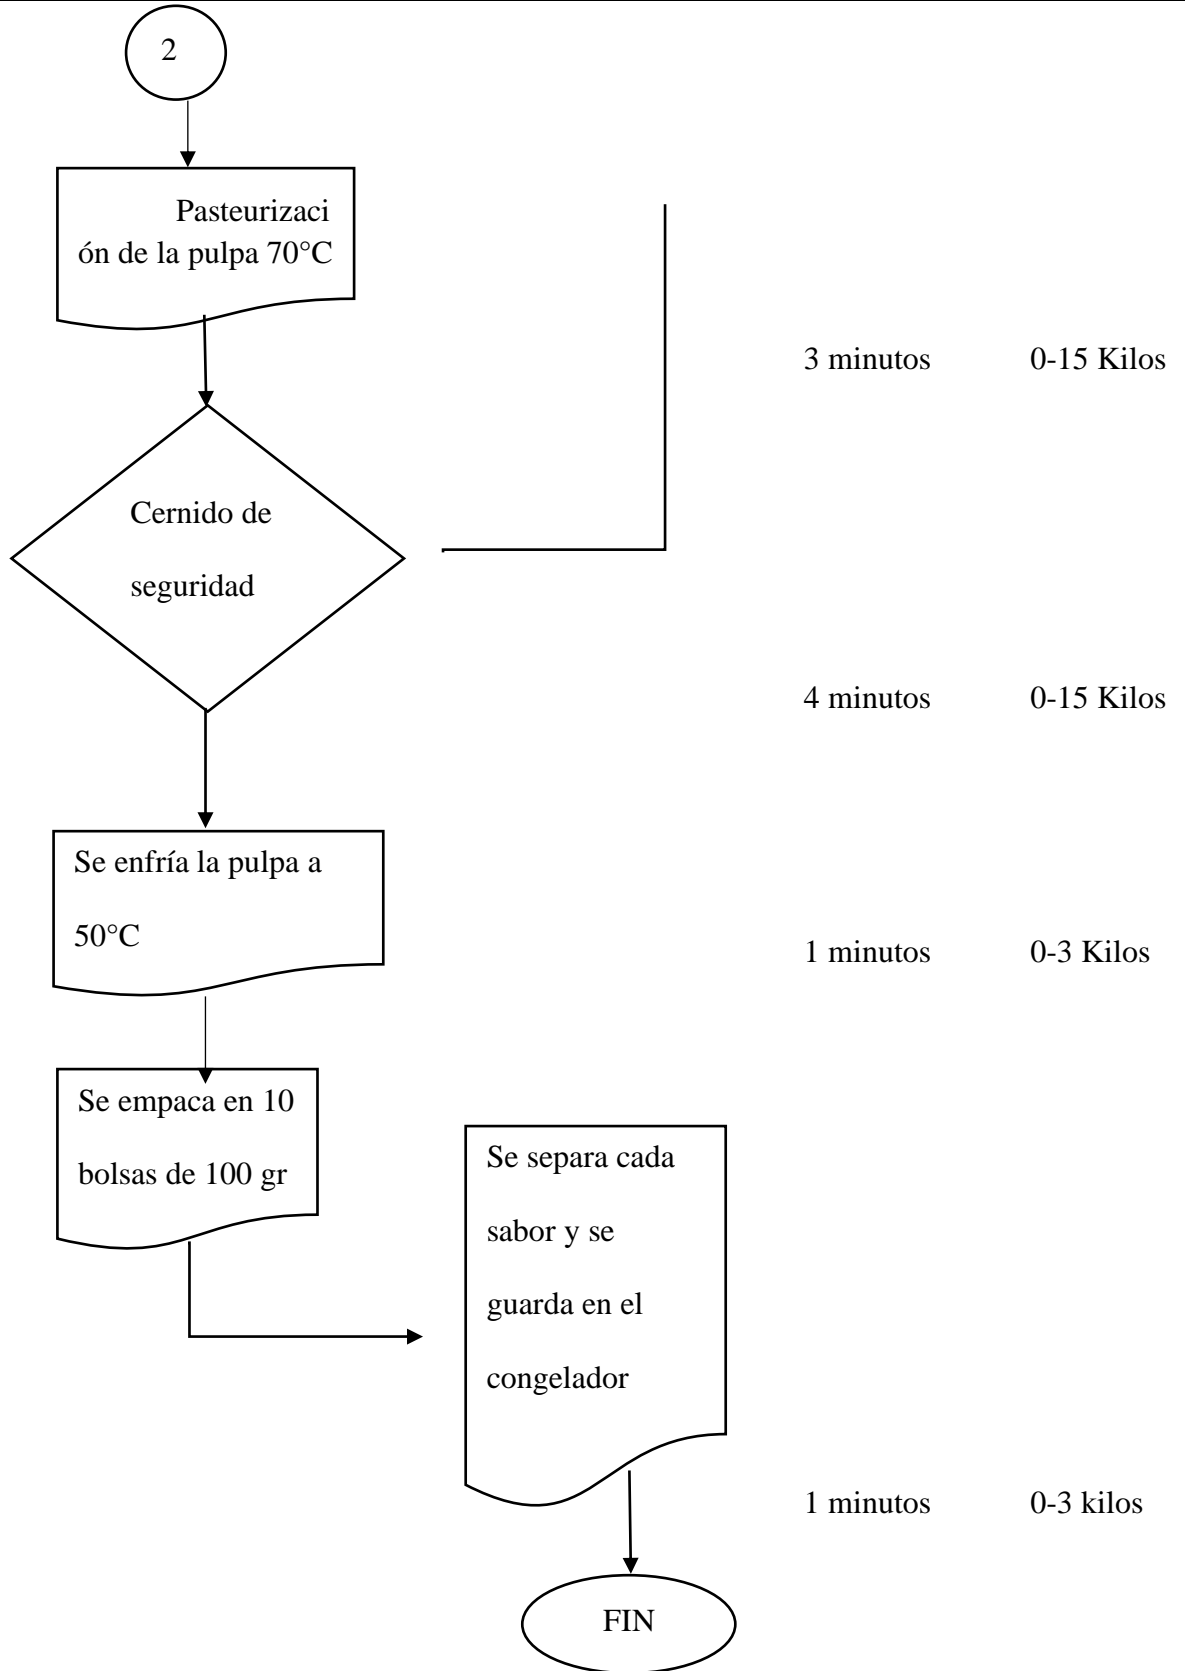 2
Pasteurizaci
ón de la pulpa 70°C
3 minutos 0-15 Kilos
Cernido de
seguridad
4 minutos 0-15 Kilos
Se enfría la pulpa a
50°C
1 minutos 0-3 Kilos
Se empaca en 10
bolsas de 100 gr
Se separa cada
sabor y se
guarda en el
congelador
1 minutos 0-3 kilos
FIN